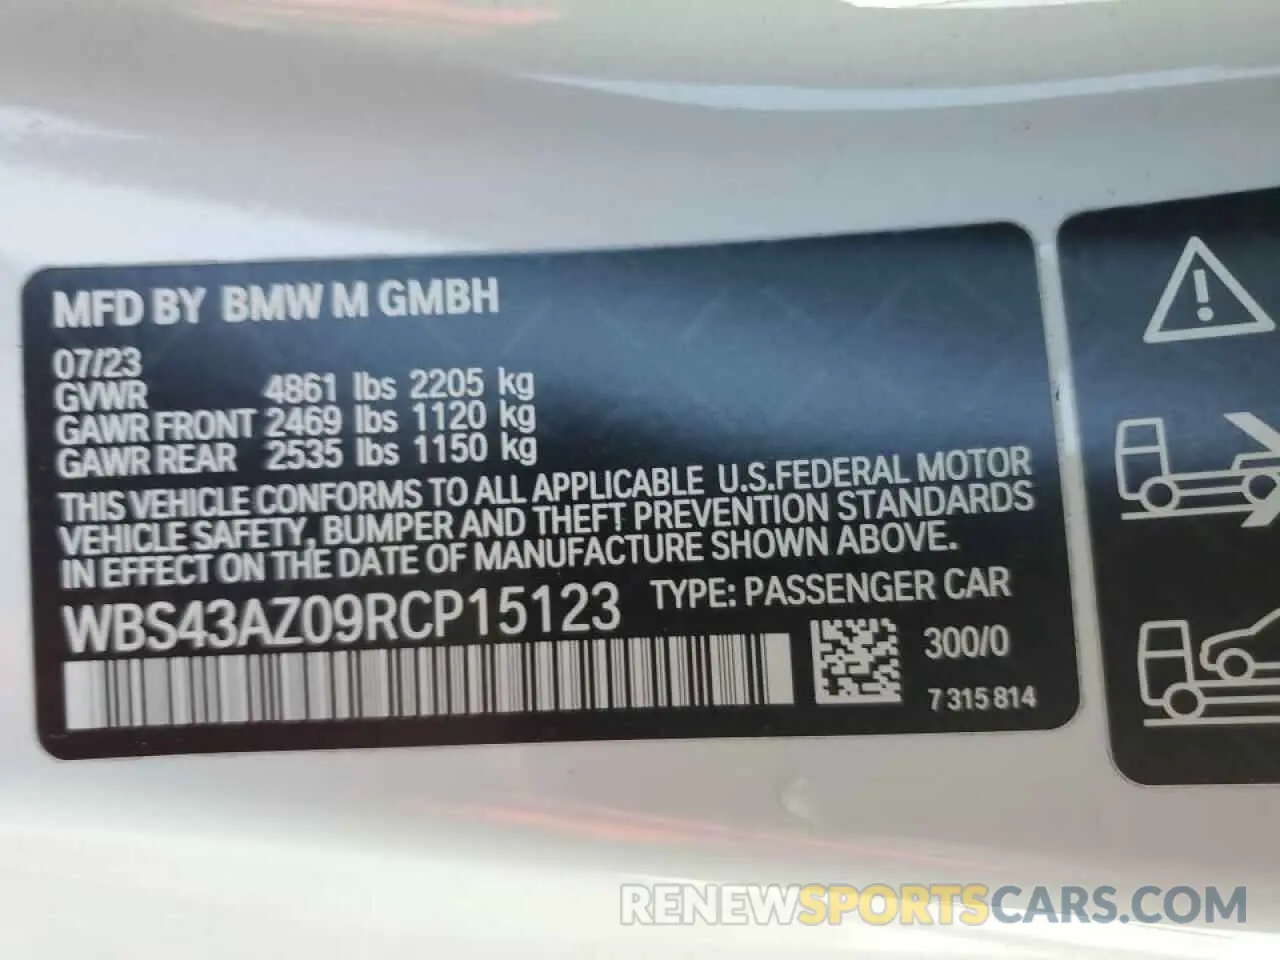 MFD BY BMW M GMBH
07/23
GVWR 4861 lbs 2205 kg
GAWR FRONT 2469 lbs 1120 kg
GAWR REAR 2535 lbs 1150 kg
THIS VEHICLE CONFORMS TO ALL APPLICABLE U.S.FEDERAL MOTOR
VEHICLE SAFETY, BUMPER AND THEFT PREVENTION STANDARDS
IN EFFECT ON THE DATE OF MANUFACTURE SHOWN ABOVE.
WBS43AZ09RCP15123 TYPE: PASSENGER CAR
300/0
7 315 814
RENEWSPORTSCARS.COM